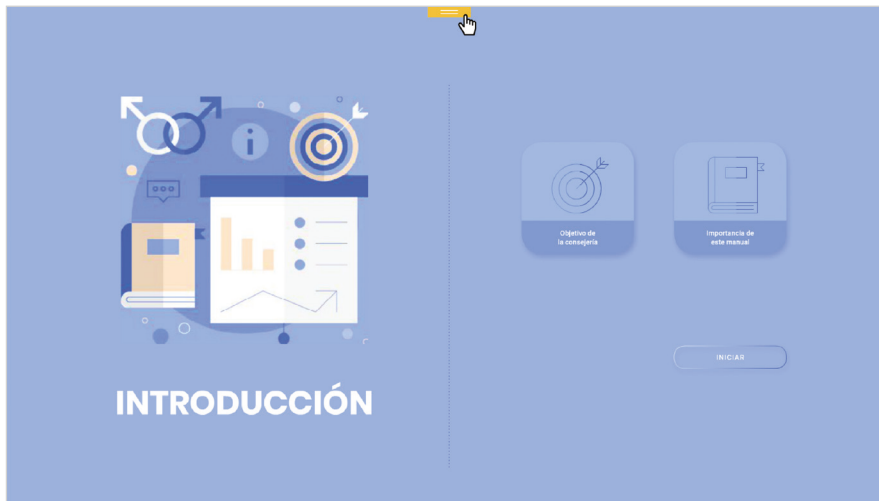 INTRODUCCIÓN
Objetivo de
la consejería
Importancia de
este manual
INICIAR